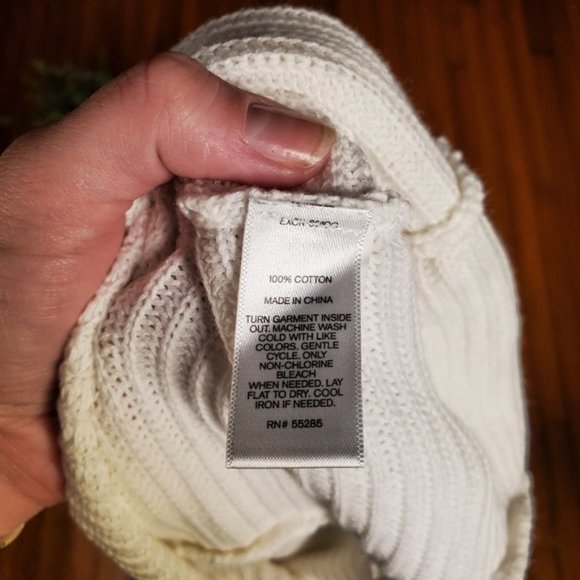 100% COTTON
MADE IN CHINA
TURN GARMENT INSIDE
OUT. MACHINE WASH
COLD WITH LIKE
COLORS. GENTLE
CYCLE. ONLY
NON-CHLORINE
BLEACH
WHEN NEEDED. LAY
FLAT TO DRY. COOL
IRON IF NEEDED.
RN# 55285